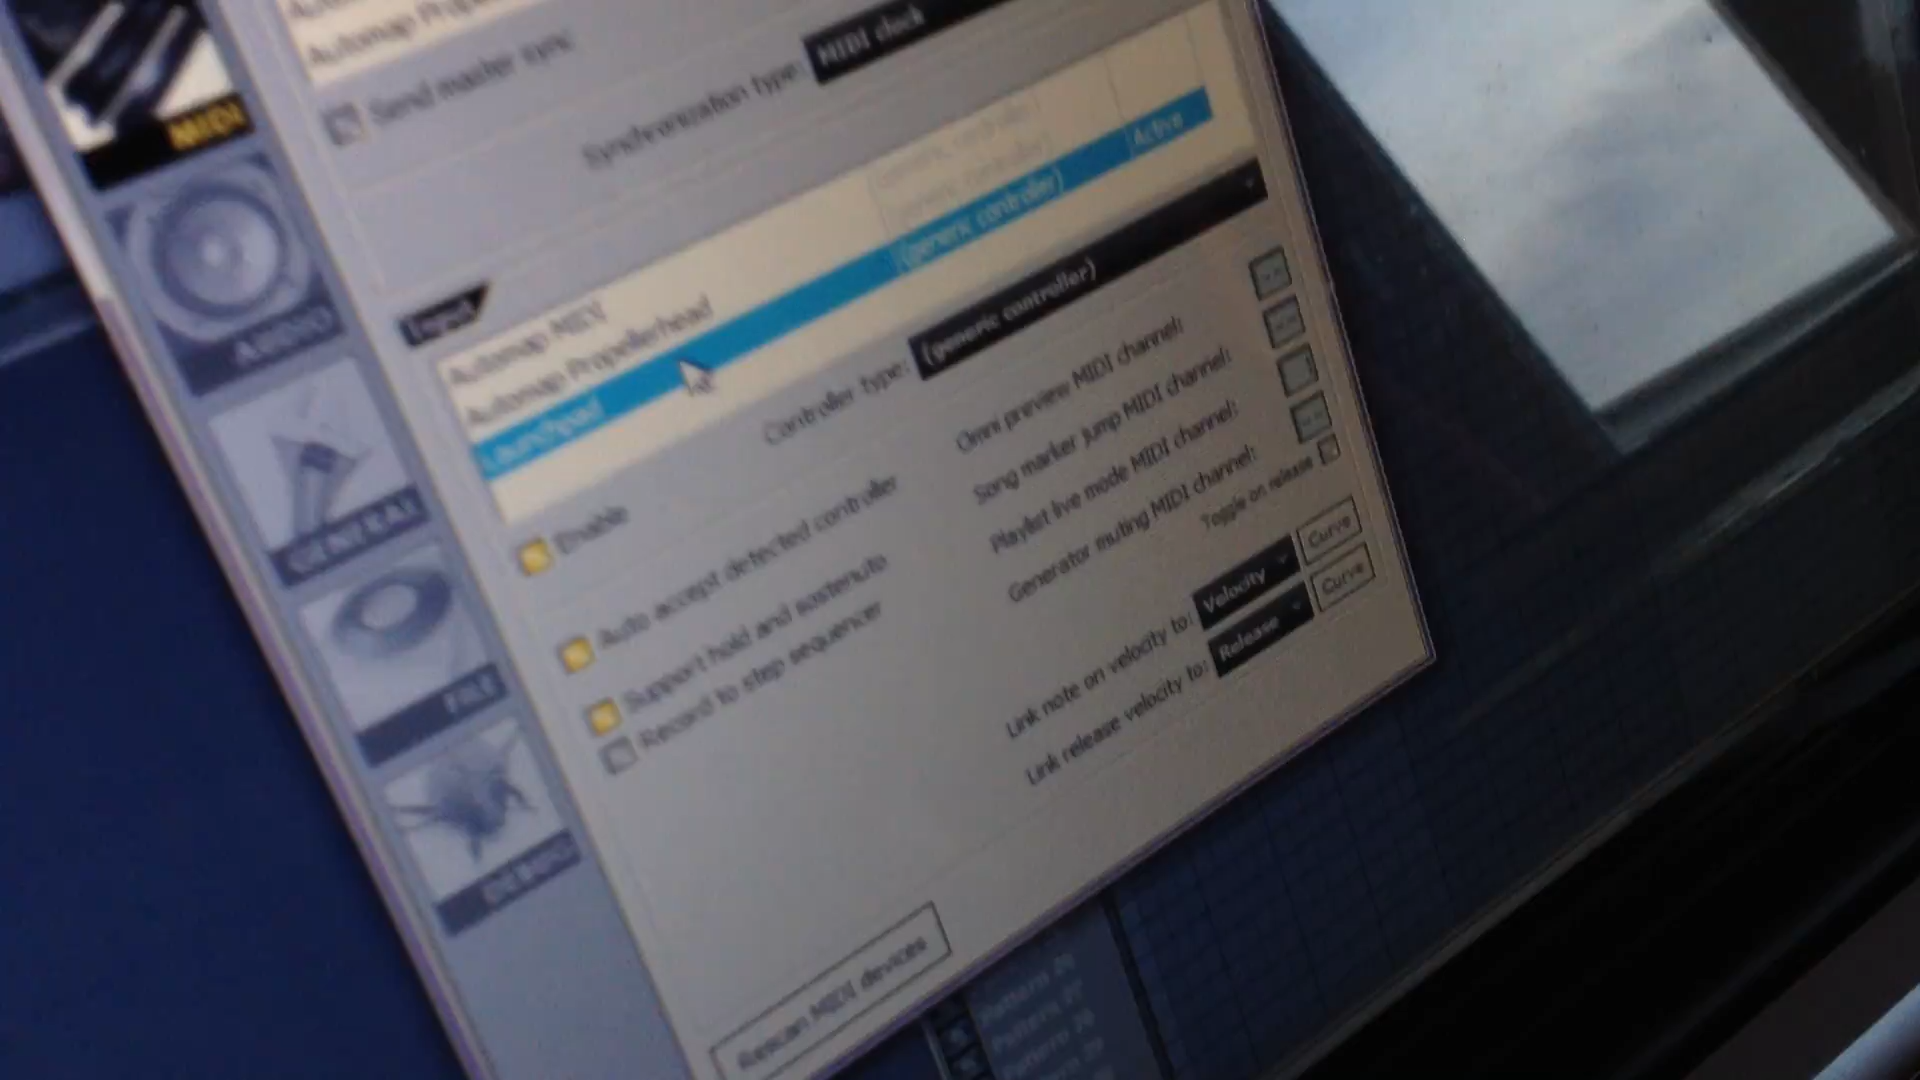 Automap Prope
Send master sync
Synchronization type: MIDI clock
MIDI
AUDIO
GENERAL
FILE
DEBUG
Input
Automap MIDI
Automap Propellerhead
Launchpad (generic controller) Active
Controller type: (generic controller)
Enable
Auto accept detected controller
Support hold and sostenuto
Record to step sequencer
Omni preview MIDI channel:
Song marker jump MIDI channel:
Playlist live mode MIDI channel:
Generator muting MIDI channel:
Toggle on release
Link note on velocity to: Velocity Curve
Link release velocity to: Release Curve
Rescan MIDI devices